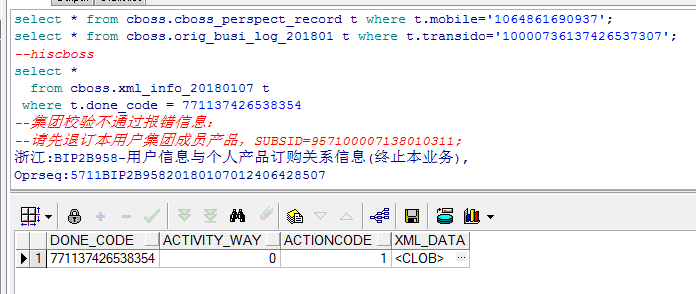 select * from cboss.cboss_perspect_record t where t.mobile='1064861690937';
select * from cboss.orig_busi_log_201801 t where t.transido='10000736137426537307';
--hiscboss
select *
from cboss.xml_info_20180107 t
where t.done_code = 771137426538354
--集团校验不通过报错信息:
--请先退订本用户集团成员产品, SUBSID=957100007138010311;
浙江:BIP2B958-用户信息与个人产品订购关系信息(终止本业务),
Oprseq:5711BIP2B95820180107012406428507
DONE_CODE ACTIVITY_WAY ACTIONCODE XML_DATA
1 771137426538354 0 1 <CLOB> ...